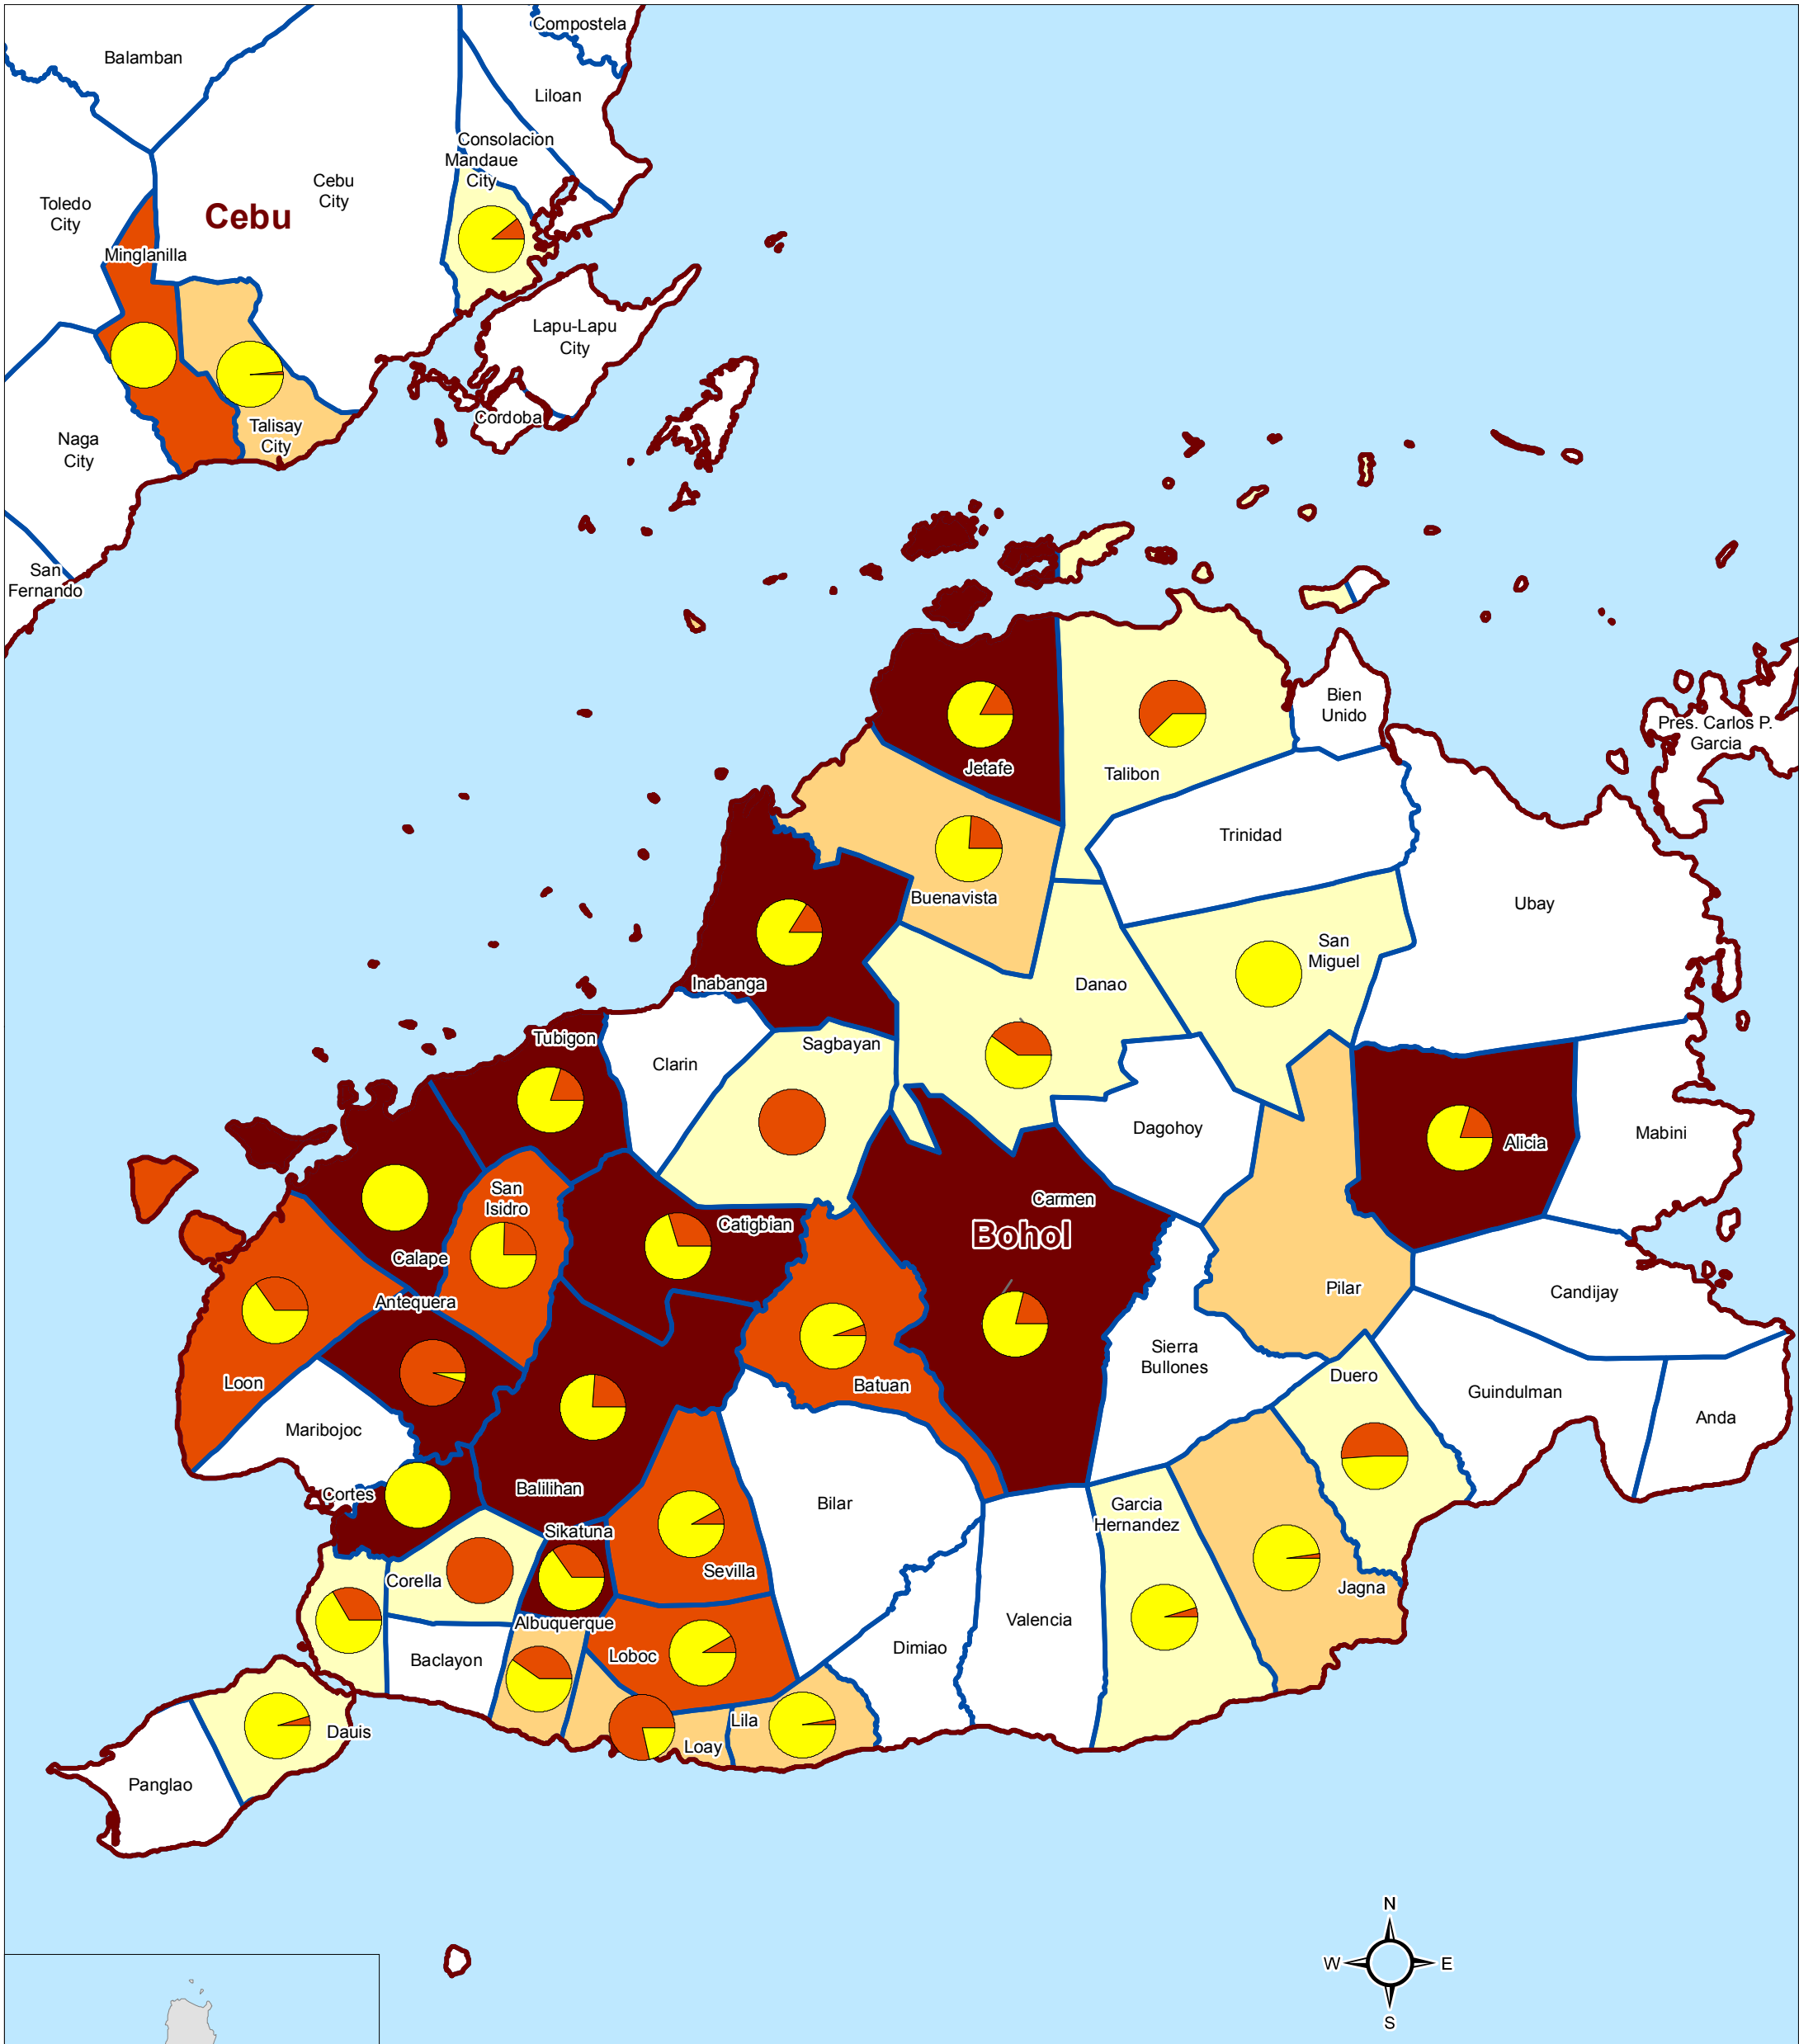 Compostela
Balamban
Liloan
Consolacion
Mandaue
City
Cebu
City
Toledo
City
Cebu
Minglanilla
Lapu-Lapu
City
Cordoba
Talisay
City
Naga
City
San
Fernando
Bien
Unido
Pres. Carlos P.
Garcia
Jetafe
Talibon
Trinidad
Buenavista
Ubay
San
Miguel
Inabanga
Danao
Tubigon
Sagbayan
Clarin
Dagohoy
Mabini
Alicia
San
Isidro
Carmen
Catigbian
Bohol
Calape
Pilar
Candijay
Antequera
Sierra
Bullones
Duero
Loon
Batuan
Guindulman
Anda
Maribojoc
Balilihan
Cortes
Bilar
Garcia
Hernandez
Sikatuna
Sevilla
Corella
Jagna
Albuquerque
Valencia
Dimiao
Loboc
Baclayon
Lila
Dauis
Loay
Panglao
N
W
E
S